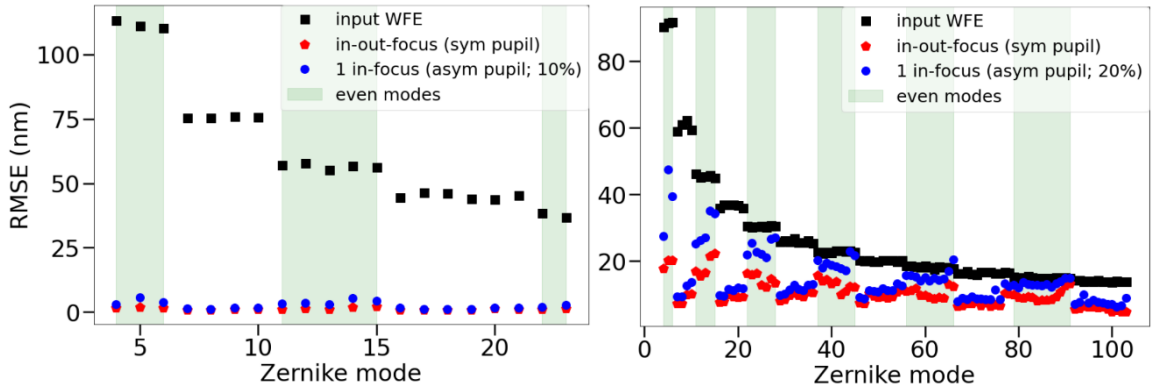 RMSE (nm)
100
75
50
25
0
input WFE
in-out-focus (sym pupil)
1 in-focus (asym pupil; 10%)
even modes
5
10
15
20
Zernike mode
80
60
40
20
input WFE
in-out-focus (sym pupil)
1 in-focus (asym pupil; 20%)
even modes
0
20
40
60
80
100
Zernike mode